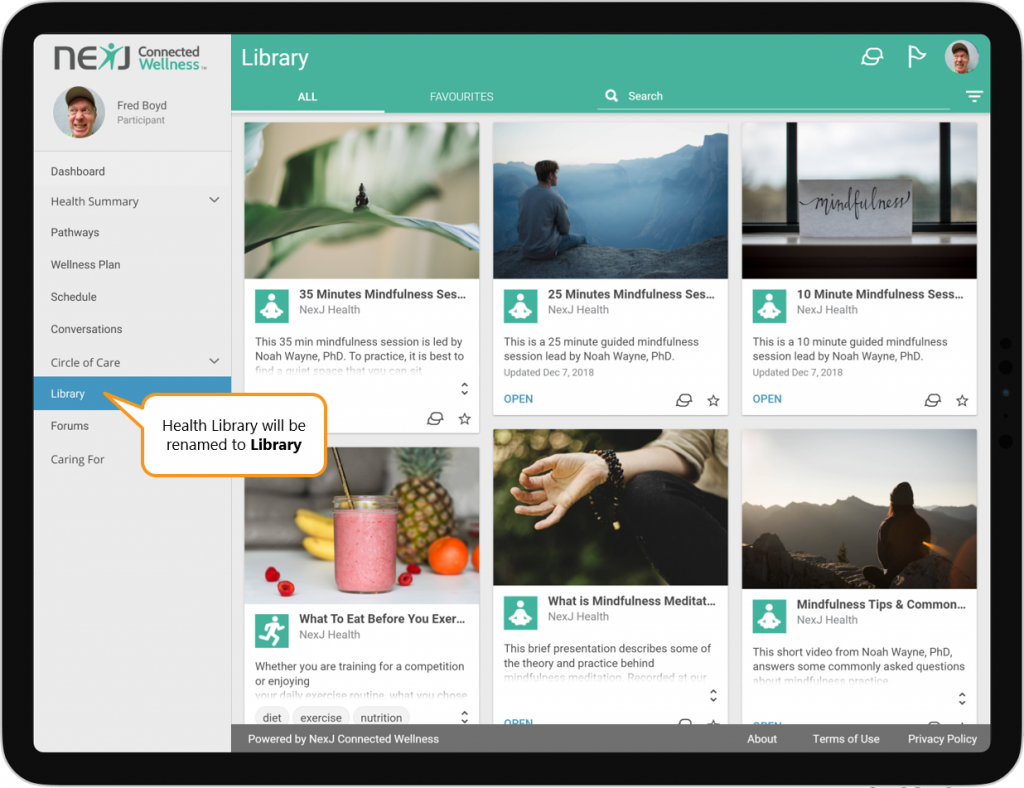 NEXJ Connected
Wellness™
Fred Boyd
Participant
Dashboard
Health Summary
Pathways
Wellness Plan
Schedule
Conversations
Circle of Care
Library
Forums
Caring For
Health Library will be
renamed to Library
Library
ALL
FAVOURITES
Search
35 Minutes Mindfulness Ses...
NexJ Health
This 35 min mindfulness session is led by
Noah Wayne, PhD. To practice, it is best to
find a quiet space that you can sit
mindfulness
25 Minutes Mindfulness Ses...
NexJ Health
This is a 25 minute guided mindfulness
session lead by Noah Wayne, PhD.
Updated Dec 7, 2018
OPEN
10 Minute Mindfulness Sess...
NexJ Health
This is a 10 minute guided mindfulness
session lead by Noah Wayne, PhD.
Updated Dec 7, 2018
OPEN
What To Eat Before You Exer...
NexJ Health
Whether you are training for a competition
or enjoying
your daily exercise routine, what you chose
diet exercise nutrition
What is Mindfulness Meditat...
NexJ Health
This brief presentation describes some of
the theory and practice behind
mindfulness meditation. Recorded at our
OPEN
Mindfulness Tips & Common...
NexJ Health
This short video from Noah Wayne, PhD,
answers some commonly asked questions
about mindfulness practice
OPEN
Powered by NexJ Connected Wellness
About
Terms of Use
Privacy Policy